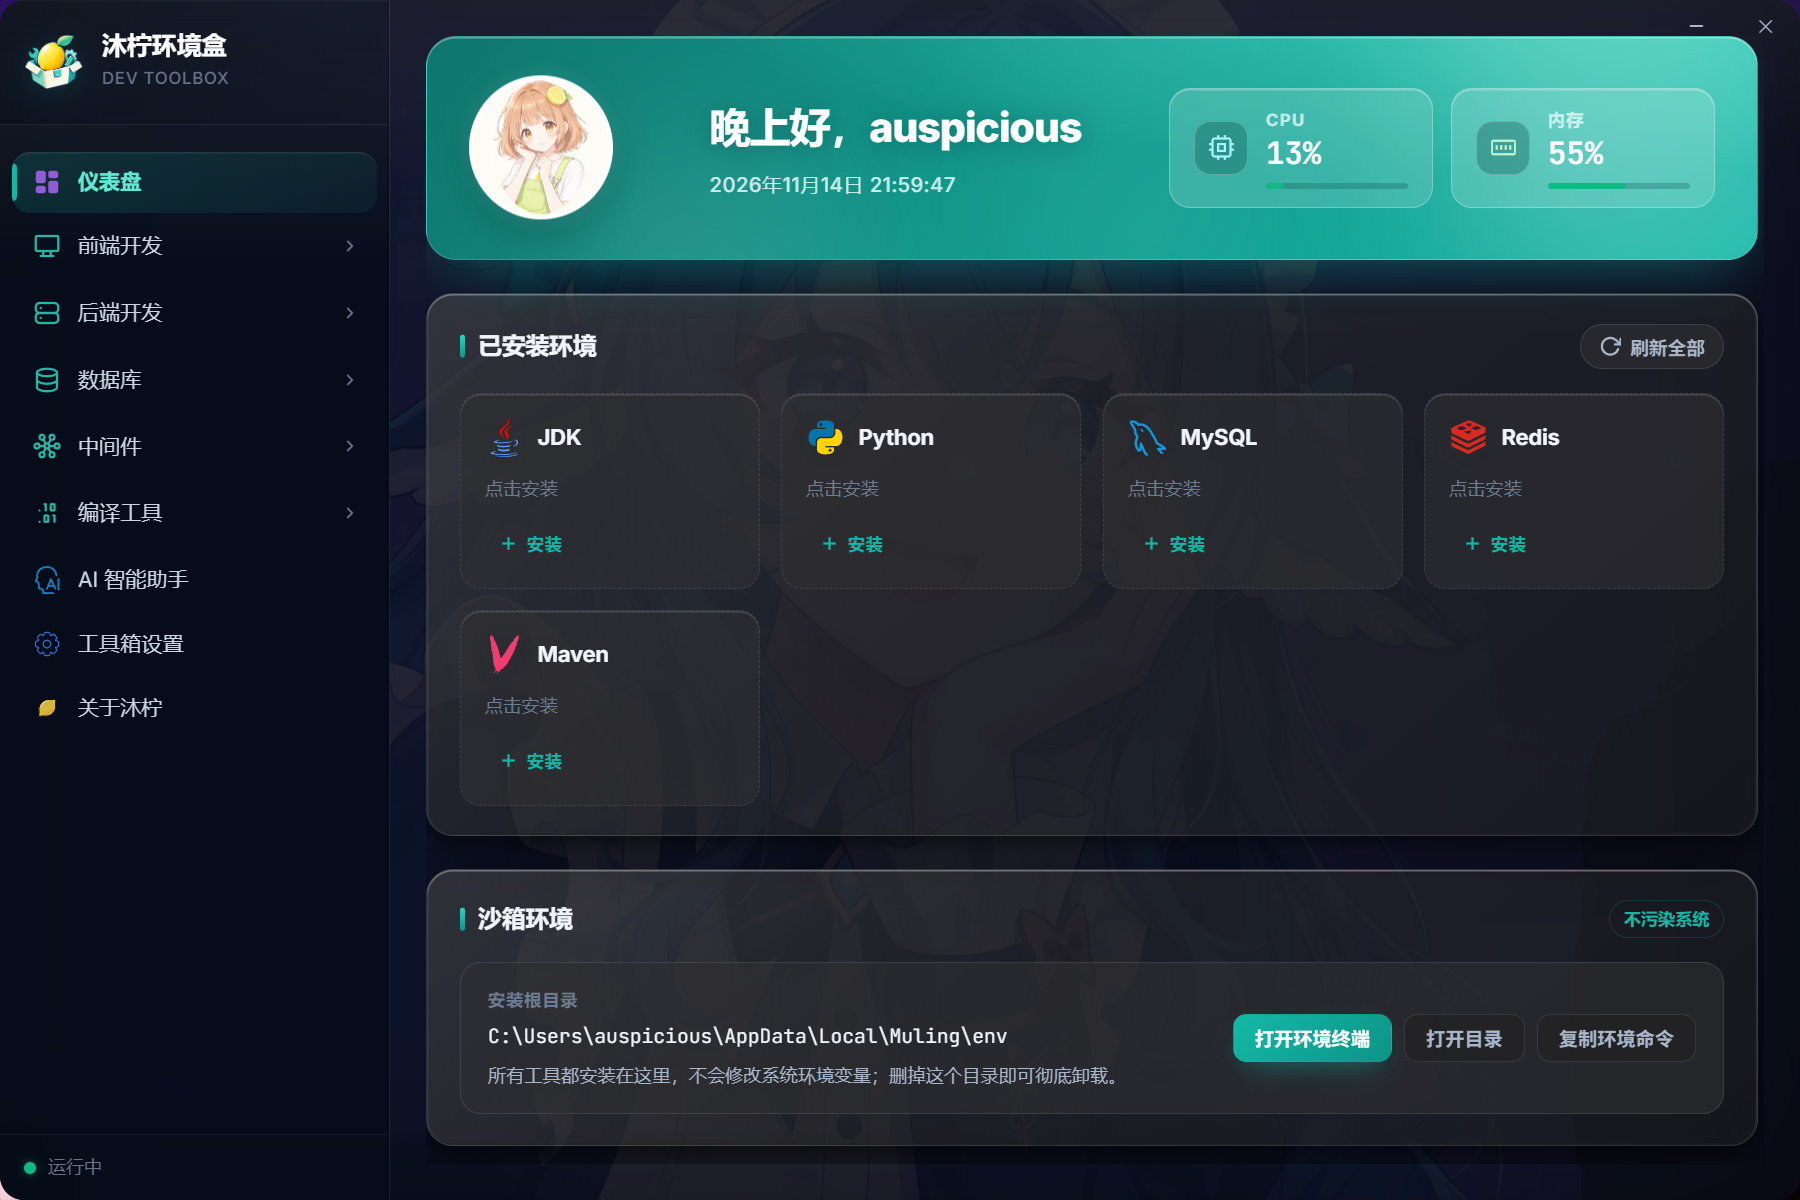 沐柠环境盒
DEV TOOLBOX
仪表盘
前端开发
后端开发
数据库
中间件
编译工具
AI 智能助手
工具箱设置
关于沐柠
运行中
晚上好，auspicious
2026年11月14日 21:59:47
CPU
13%
内存
55%
已安装环境
刷新全部
JDK
点击安装
+ 安装
Python
点击安装
+ 安装
MySQL
点击安装
+ 安装
Redis
点击安装
+ 安装
Maven
点击安装
+ 安装
沙箱环境
不污染系统
安装根目录
C:\Users\auspicious\AppData\Local\Muling\env
所有工具都安装在这里，不会修改系统环境变量；删掉这个目录即可彻底卸载。
打开环境终端
打开目录
复制环境命令